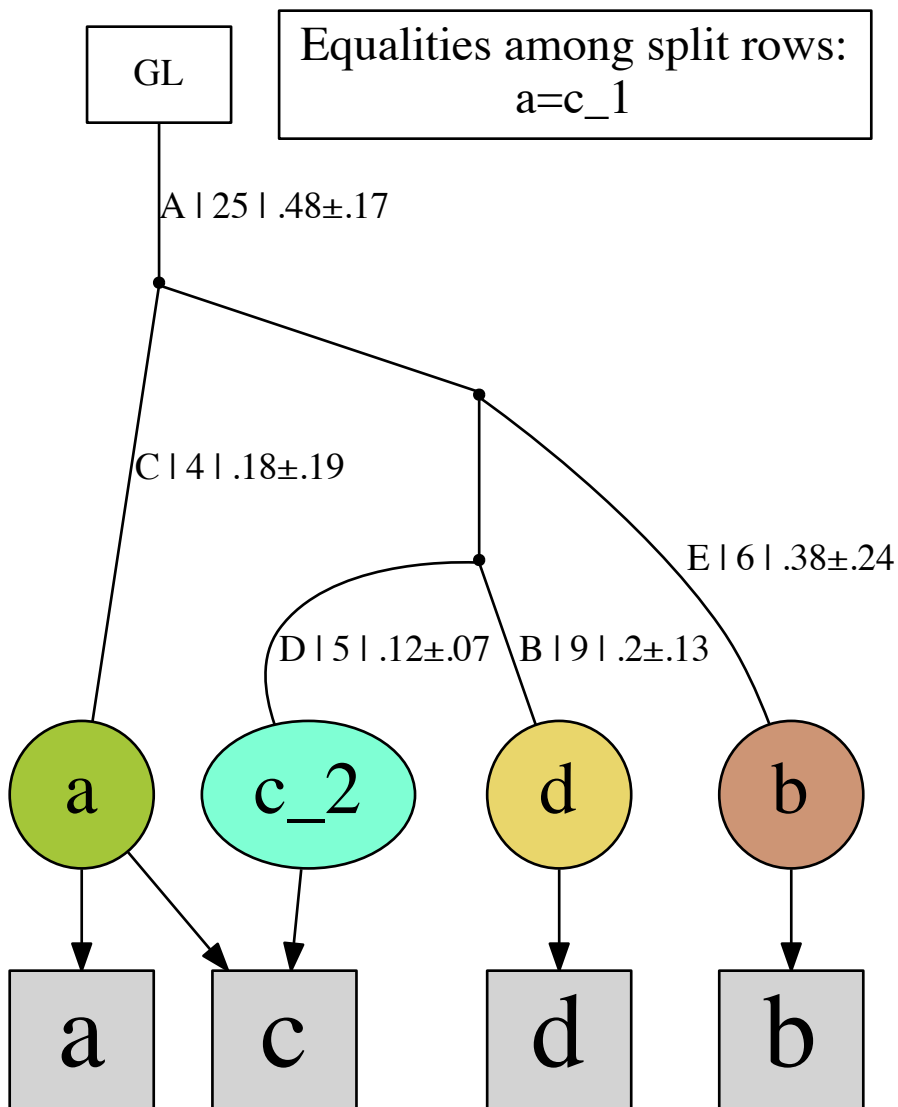 GL
Equalities among split rows:
a=c_1
A | 25 | .48±.17
C | 4 | .18±.19
E | 6 | .38±.24
D | 5 | .12±.07
B | 9 | .2±.13
a
c_2
d
b
a
c
d
b